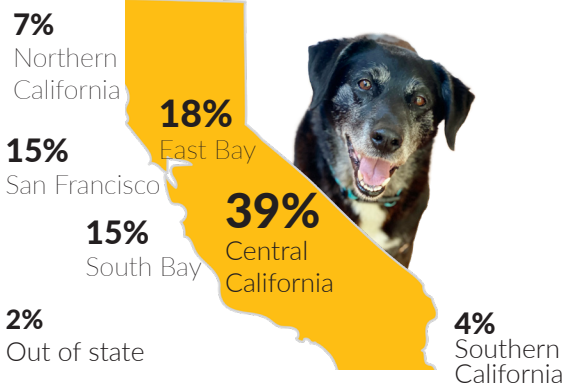 7%
Northern
California
18%
East Bay
15%
San Francisco
39%
Central
California
15%
South Bay
2%
Out of state
4%
Southern
California